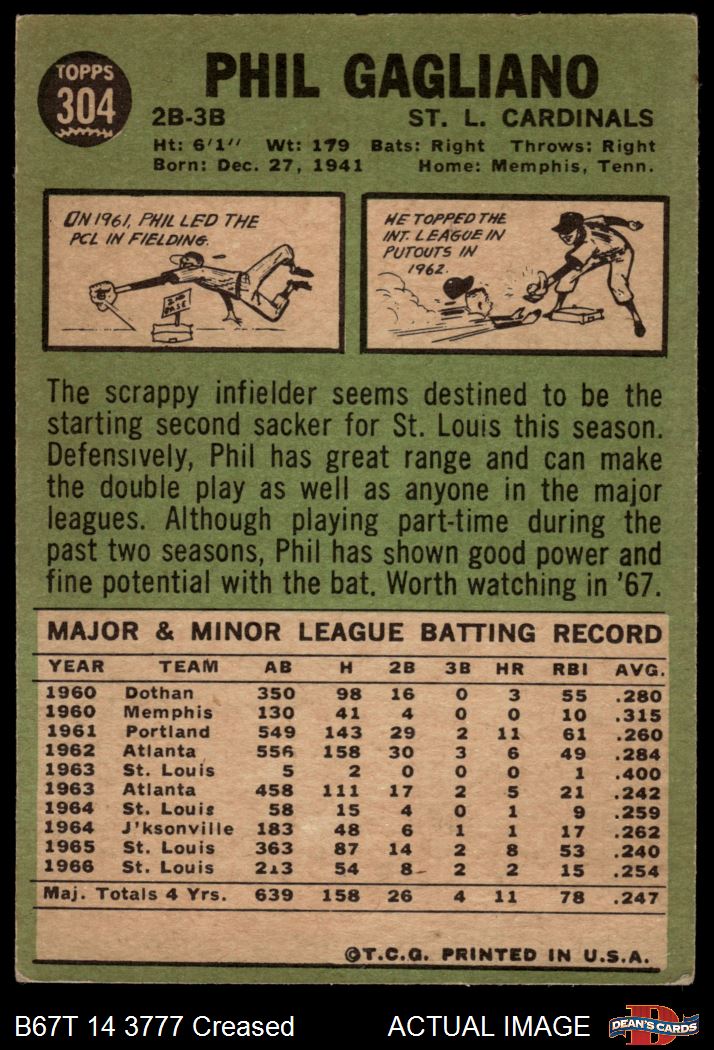 TOPPS
304
PHIL GAGLIANO
2B-3B ST. L. CARDINALS
Ht: 6'1" Wt: 179 Bats: Right Throws: Right
Born: Dec. 27, 1941 Home: Memphis, Tenn.
IN 1961, PHIL LED THE
PCL IN FIELDING.
2ND
BASE
HE TOPPED THE
INT. LEAGUE IN
PUTOUTS IN
1962.
The scrappy infielder seems destined to be the
starting second sacker for St. Louis this season.
Defensively, Phil has great range and can make
the double play as well as anyone in the major
leagues. Although playing part-time during the
past two seasons, Phil has shown good power and
fine potential with the bat. Worth watching in '67.
MAJOR & MINOR LEAGUE BATTING RECORD
YEAR TEAM AB H 2B 3B HR RBI AVG.
1960 Dothan 350 98 16 0 3 55 .280
1960 Memphis 130 41 4 0 0 10 .315
1961 Portland 549 143 29 2 11 61 .260
1962 Atlanta 556 158 30 3 6 49 .284
1963 St. Louis 5 2 0 0 0 1 .400
1963 Atlanta 458 111 17 2 5 21 .242
1964 St. Louis 58 15 4 0 1 9 .259
1964 J'ksonville 183 48 6 1 1 17 .262
1965 St. Louis 363 87 14 2 8 53 .240
1966 St. Louis 213 54 8 2 2 15 .254
Maj. Totals 4 Yrs. 639 158 26 4 11 78 .247
©T.C.G. PRINTED IN U.S.A.
B67T 14 3777 Creased ACTUAL IMAGE
D
DEAN'S CARDS